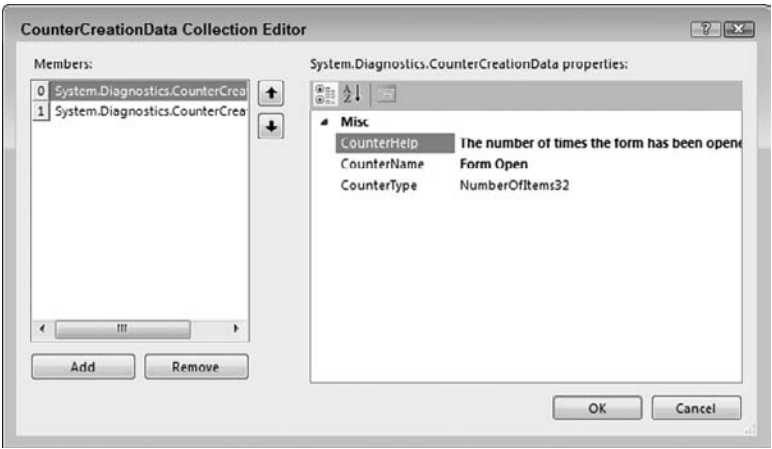 CounterCreationData Collection Editor
Members:
0 System.Diagnostics.CounterCrea
1 System.Diagnostics.CounterCrea
Add Remove
System.Diagnostics.CounterCreationData properties:
Misc
CounterHelp The number of times the form has been opene
CounterName Form Open
CounterType NumberOfItems32
OK Cancel